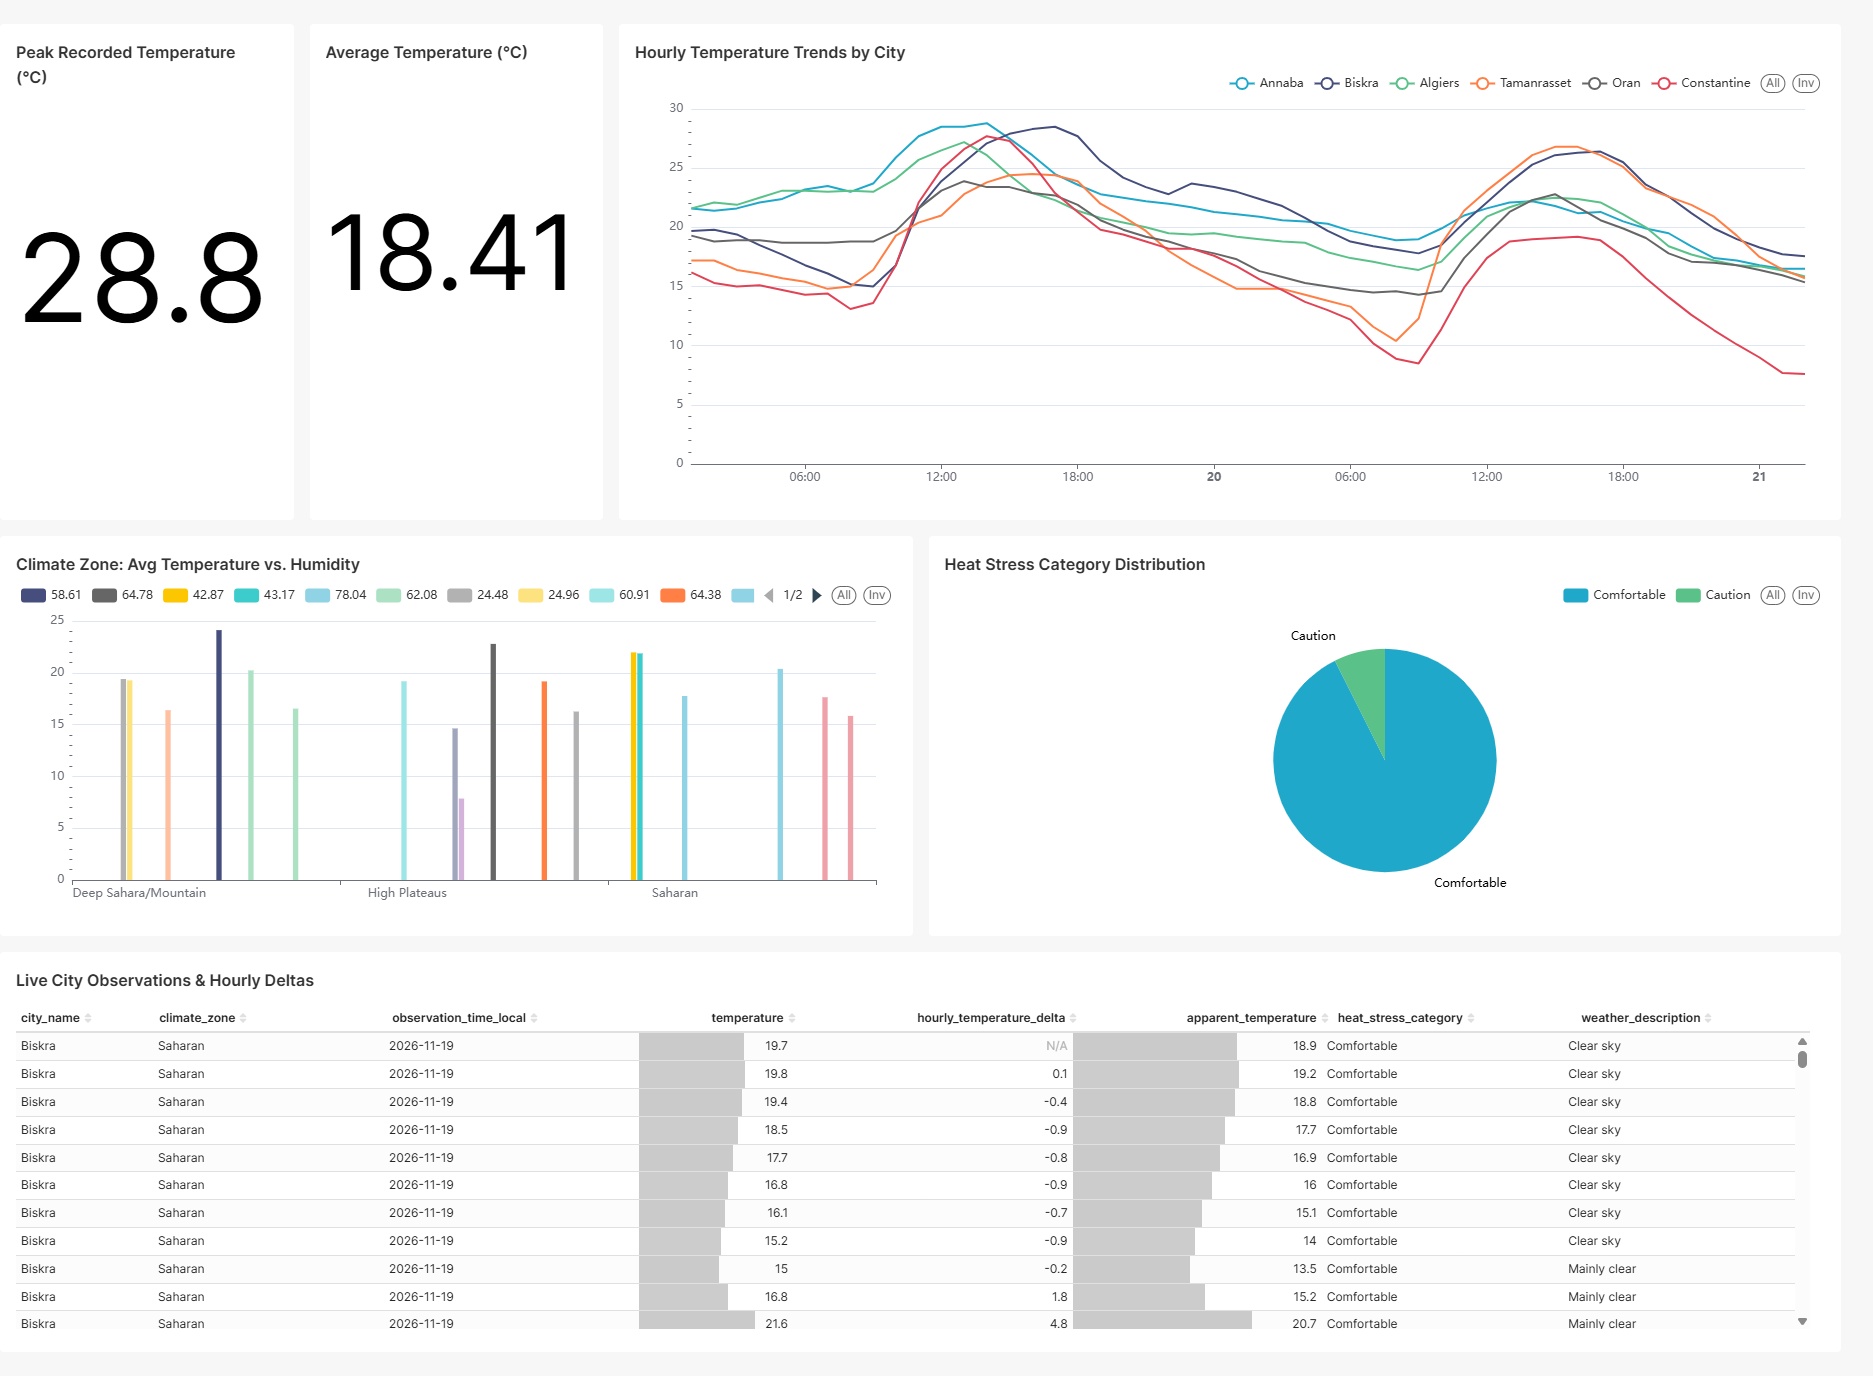 Peak Recorded Temperature
(°C)
28.8
Average Temperature (°C)
18.41
Hourly Temperature Trends by City
Annaba Biskra Algiers Tamanrasset Oran Constantine All Inv
30
25
20
15
10
5
0
06:00 12:00 18:00 20 06:00 12:00 18:00 21
Climate Zone: Avg Temperature vs. Humidity
58.61 64.78 42.87 43.17 78.04 62.08 24.48 24.96 60.91 64.38 1/2 All Inv
25
20
15
10
5
0
Deep Sahara/Mountain High Plateaus Saharan
Heat Stress Category Distribution
Comfortable Caution All Inv
Caution
Comfortable
Live City Observations & Hourly Deltas
city_name climate_zone observation_time_local temperature hourly_temperature_delta apparent_temperature heat_stress_category weather_description
Biskra Saharan 2026-11-19 19.7 N/A 18.9 Comfortable Clear sky
Biskra Saharan 2026-11-19 19.8 0.1 19.2 Comfortable Clear sky
Biskra Saharan 2026-11-19 19.4 -0.4 18.8 Comfortable Clear sky
Biskra Saharan 2026-11-19 18.5 -0.9 17.7 Comfortable Clear sky
Biskra Saharan 2026-11-19 17.7 -0.8 16.9 Comfortable Clear sky
Biskra Saharan 2026-11-19 16.8 -0.9 16 Comfortable Clear sky
Biskra Saharan 2026-11-19 16.1 -0.7 15.1 Comfortable Clear sky
Biskra Saharan 2026-11-19 15.2 -0.9 14 Comfortable Clear sky
Biskra Saharan 2026-11-19 15 -0.2 13.5 Comfortable Mainly clear
Biskra Saharan 2026-11-19 16.8 1.8 15.2 Comfortable Mainly clear
Biskra Saharan 2026-11-19 21.6 4.8 20.7 Comfortable Mainly clear